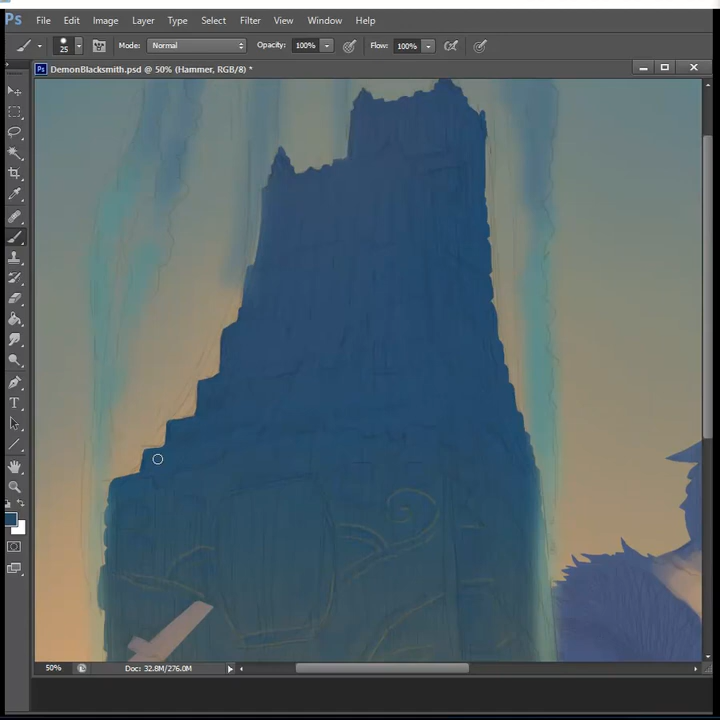 Ps File Edit Image Layer Type Select Filter View Window Help
25 Mode: Normal Opacity: 100% Flow: 100%
Ps DemonBlacksmith.psd @ 50% (Hammer, RGB/8) *
T
50% Doc: 32.8M/276.0M